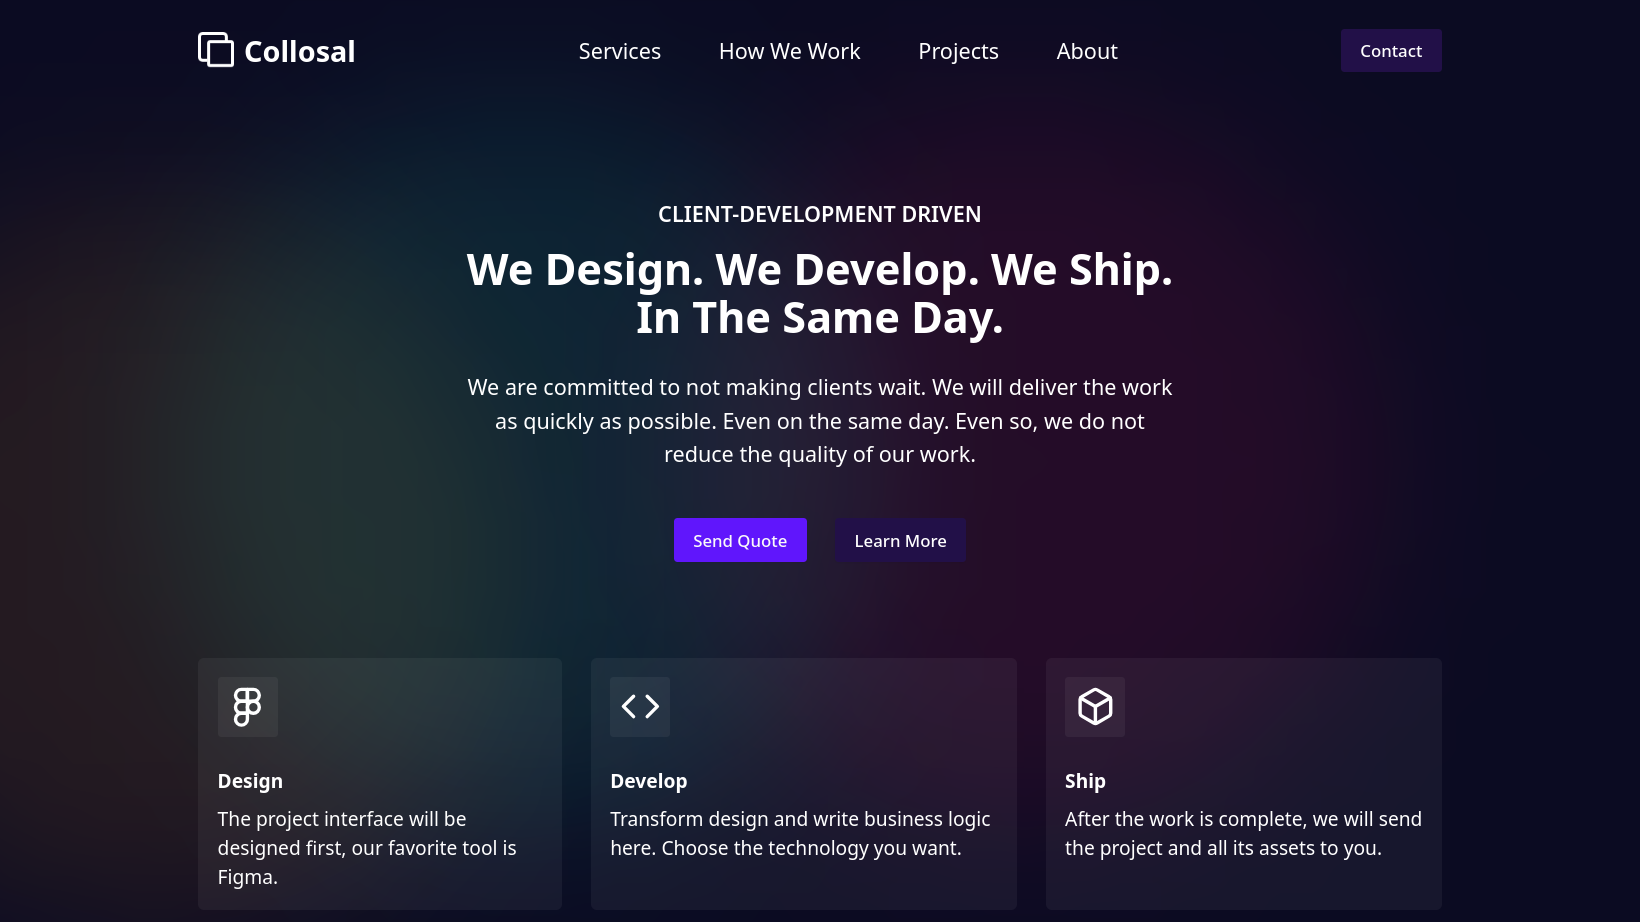 Collosal
Services
How We Work
Projects
About
Contact
CLIENT-DEVELOPMENT DRIVEN
We Design. We Develop. We Ship.
In The Same Day.
We are committed to not making clients wait. We will deliver the work
as quickly as possible. Even on the same day. Even so, we do not
reduce the quality of our work.
Send Quote
Learn More
Design
The project interface will be
designed first, our favorite tool is
Figma.
Develop
Transform design and write business logic
here. Choose the technology you want.
Ship
After the work is complete, we will send
the project and all its assets to you.